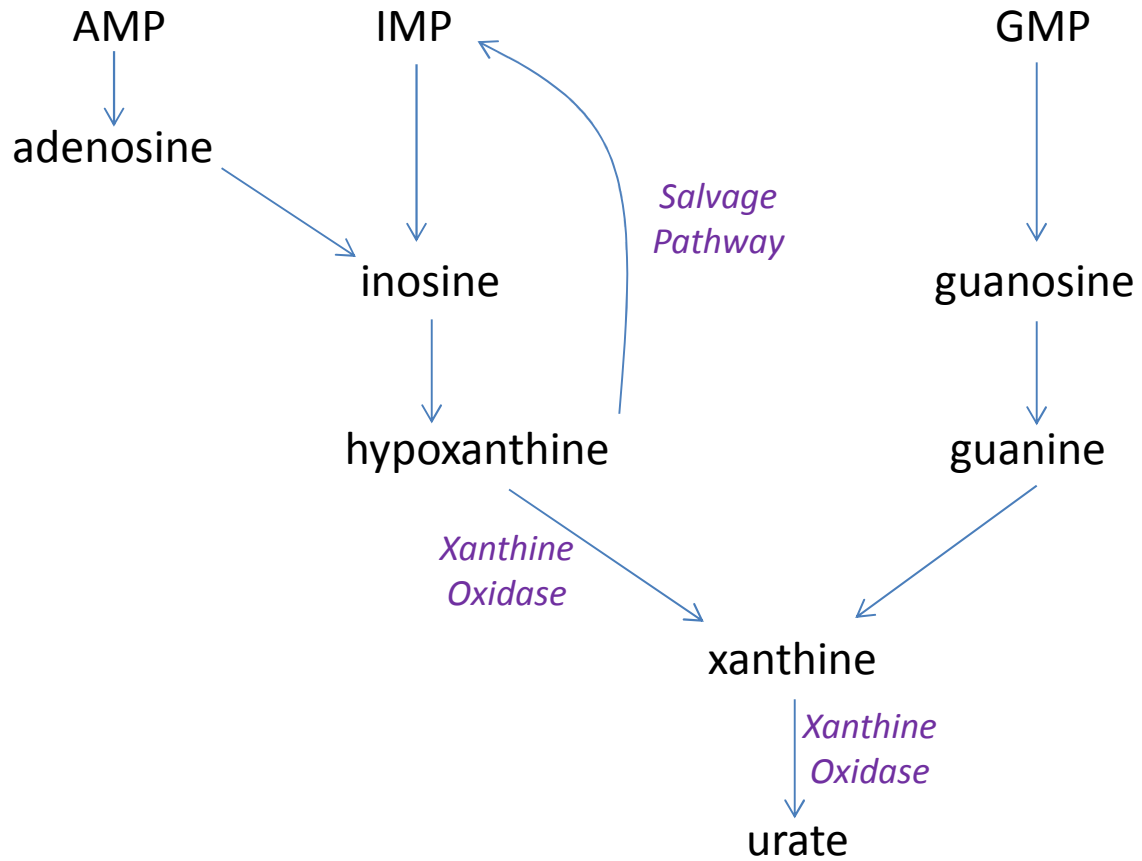 AMP
IMP
GMP
adenosine
Salvage
Pathway
inosine
guanosine
hypoxanthine
guanine
Xanthine
Oxidase
xanthine
Xanthine
Oxidase
urate